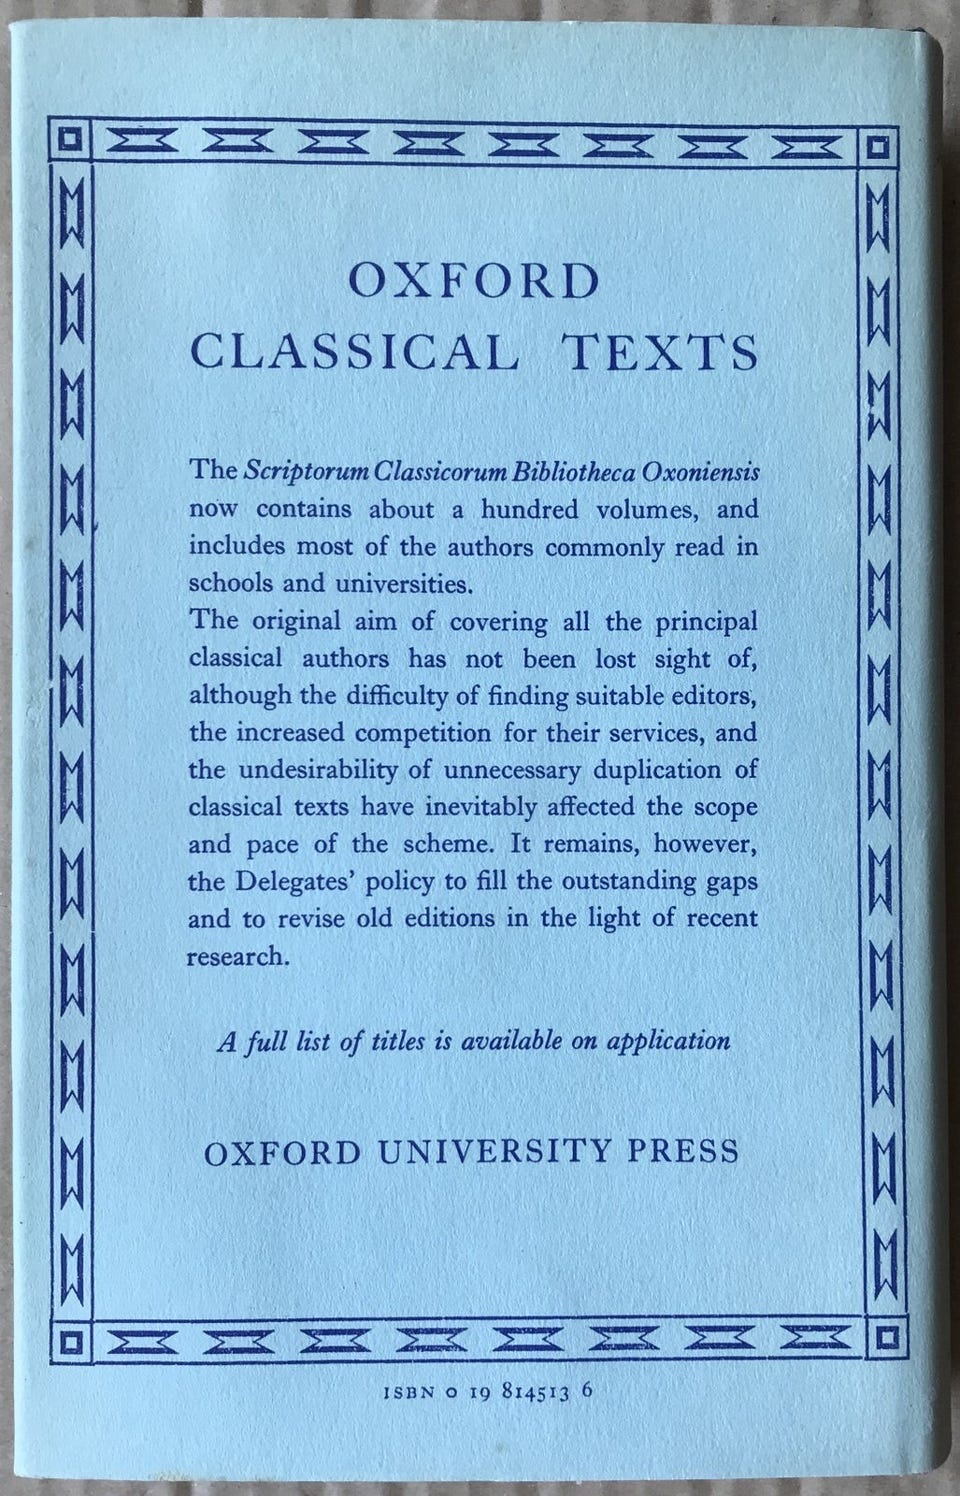 OXFORD
CLASSICAL TEXTS
The Scriptorum Classicorum Bibliotheca Oxoniensis
now contains about a hundred volumes, and
includes most of the authors commonly read in
schools and universities.
The original aim of covering all the principal
classical authors has not been lost sight of,
although the difficulty of finding suitable editors,
the increased competition for their services, and
the undesirability of unnecessary duplication of
classical texts have inevitably affected the scope
and pace of the scheme. It remains, however,
the Delegates’ policy to fill the outstanding gaps
and to revise old editions in the light of recent
research.
A full list of titles is available on application
OXFORD UNIVERSITY PRESS
ISBN 0 19 814513 6